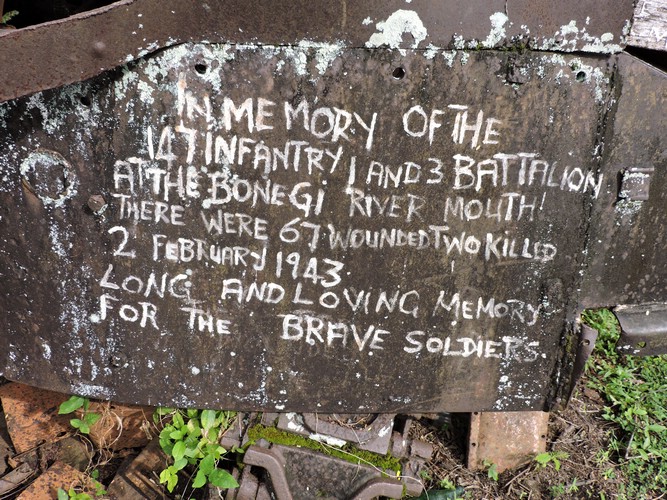 IN MEMORY OF THE
147 INFANTRY 1 AND 3 BATTALION
AT THE BONEGI RIVER MOUTH!
THERE WERE 67 WOUNDED TWO KILLED
2 FEBRUARY 1943.
LONG AND LOVING MEMORY
FOR THE BRAVE SOLDIERS.